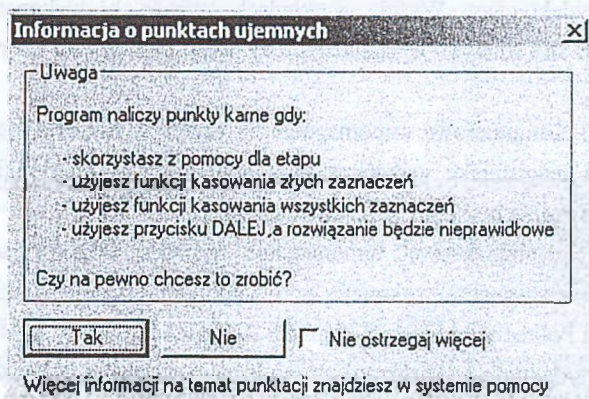 Informacja o punktach ujemnych
Uwaga
Program naliczy punkty karne gdy:
- skorzystasz z pomocy dla etapu
- użyjesz funkcji kasowania złych zaznaczeń
- użyjesz funkcji kasowania wszystkich zaznaczeń
- użyjesz przycisku DALEJ,a rozwiązanie będzie nieprawidłowe
Czy na pewno chcesz to zrobić?
Tak Nie Nie ostrzegaj więcej
Więcej informacji na temat punktacji znajdziesz w systemie pomocy